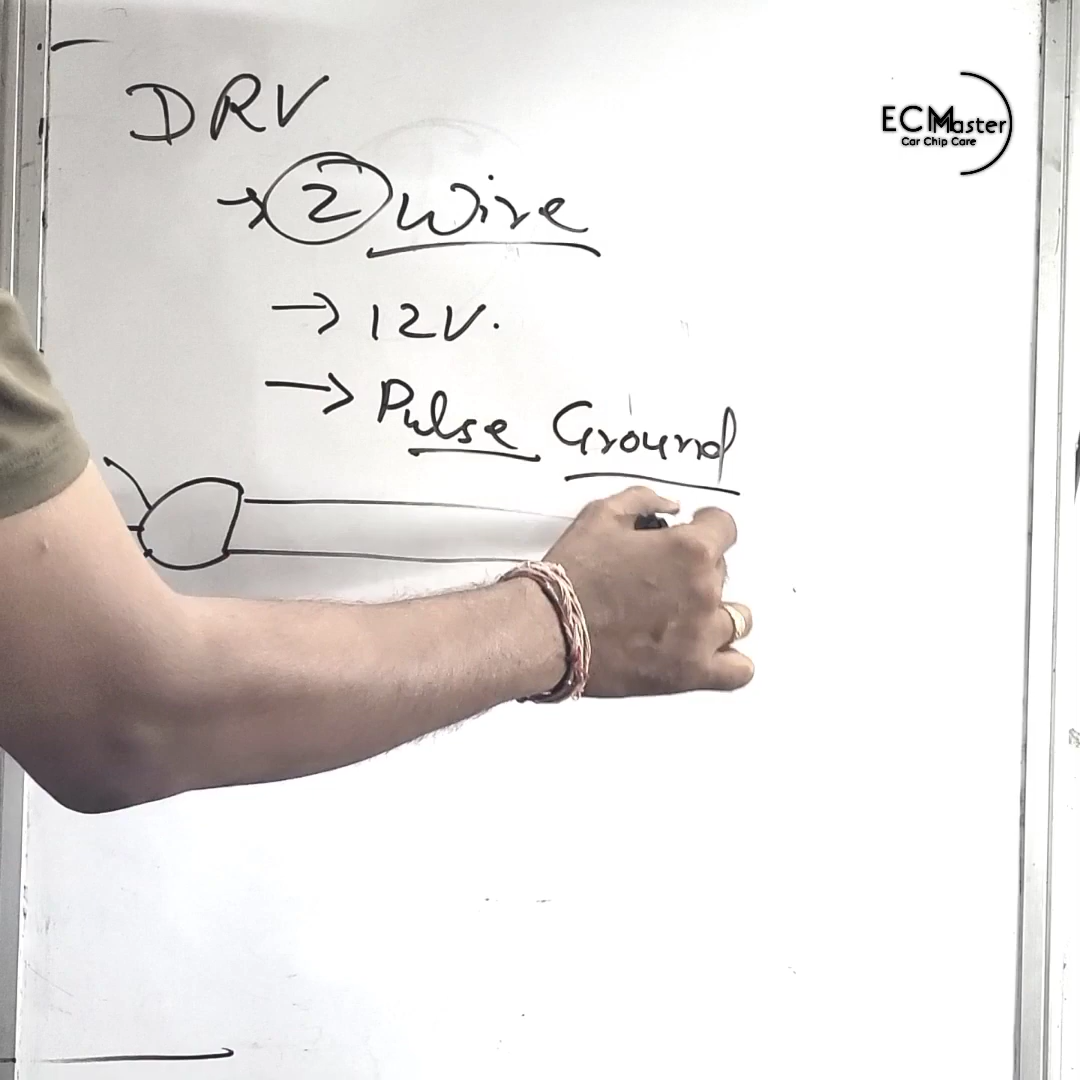 DRV
→ 2 Wire
→ 12V.
→ Pulse Ground
ECMaster
Car Chip Care